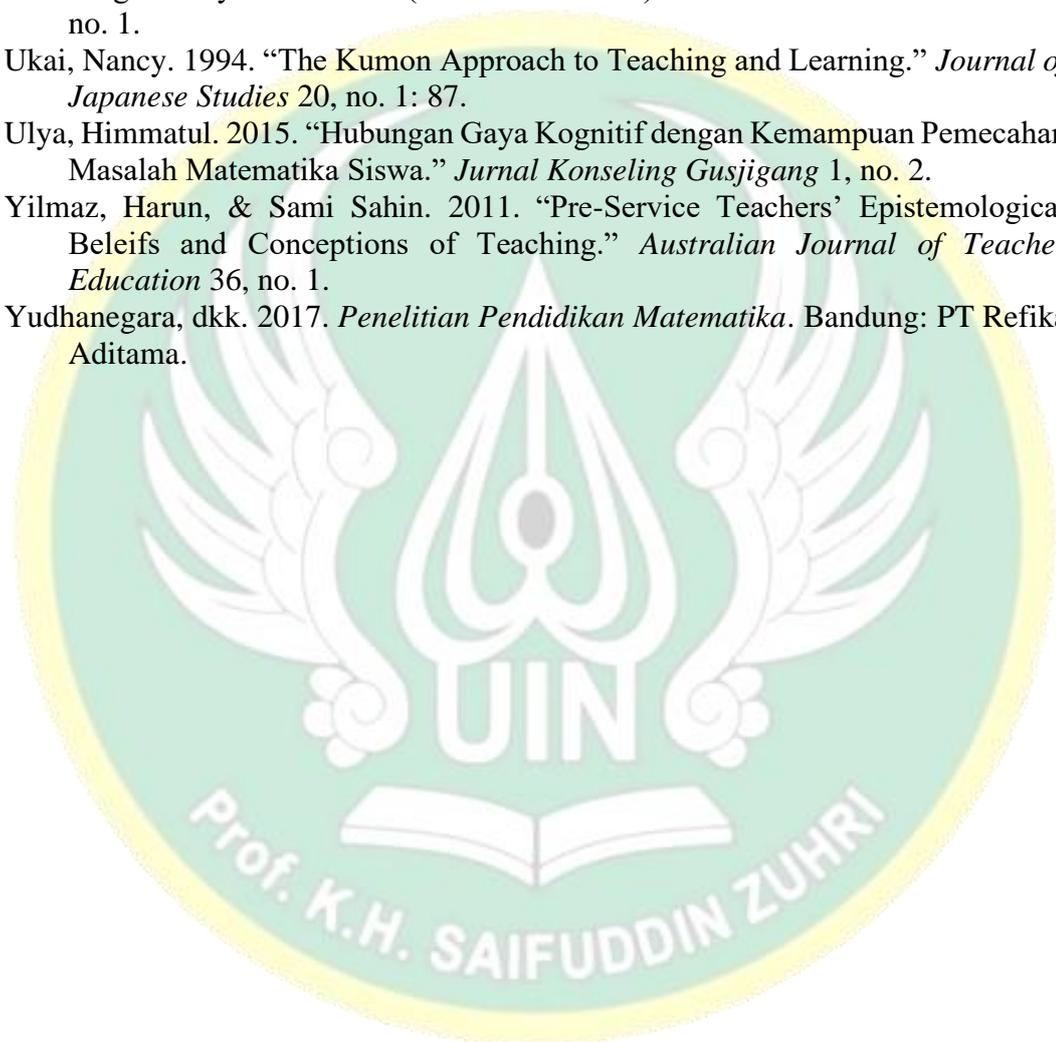 no. 1.
Ukai, Nancy. 1994. “The Kumon Approach to Teaching and Learning.” Journal of
Japanese Studies 20, no. 1: 87.
Ulya, Himmatul. 2015. “Hubungan Gaya Kognitif dengan Kemampuan Pemecahan
Masalah Matematika Siswa.” Jurnal Konseling Gusjigang 1, no. 2.
Yilmaz, Harun, & Sami Sahin. 2011. “Pre-Service Teachers’ Epistemologica
Beleifs and Conceptions of Teaching.” Australian Journal of Teache
Education 36, no. 1.
Yudhanegara, dkk. 2017. Penelitian Pendidikan Matematika. Bandung: PT Refika
Aditama.
UIN
Prof. K.H. SAIFUDDIN ZUHRI